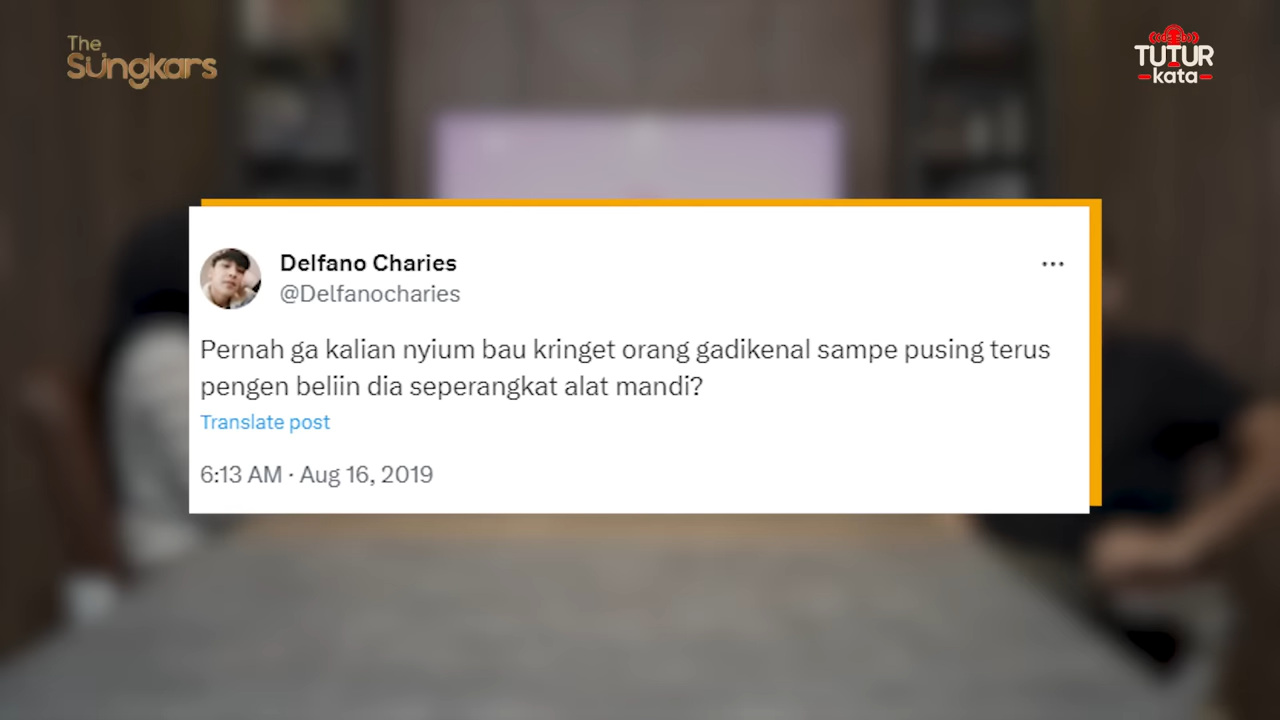 The
Sungkars
TUTUR
kata
Delfano Charies
@Delfanocharies
Pernah ga kalian nyium bau kringet orang gadikenal sampe pusing terus
pengen beliin dia seperangkat alat mandi?
Translate post
6:13 AM · Aug 16, 2019